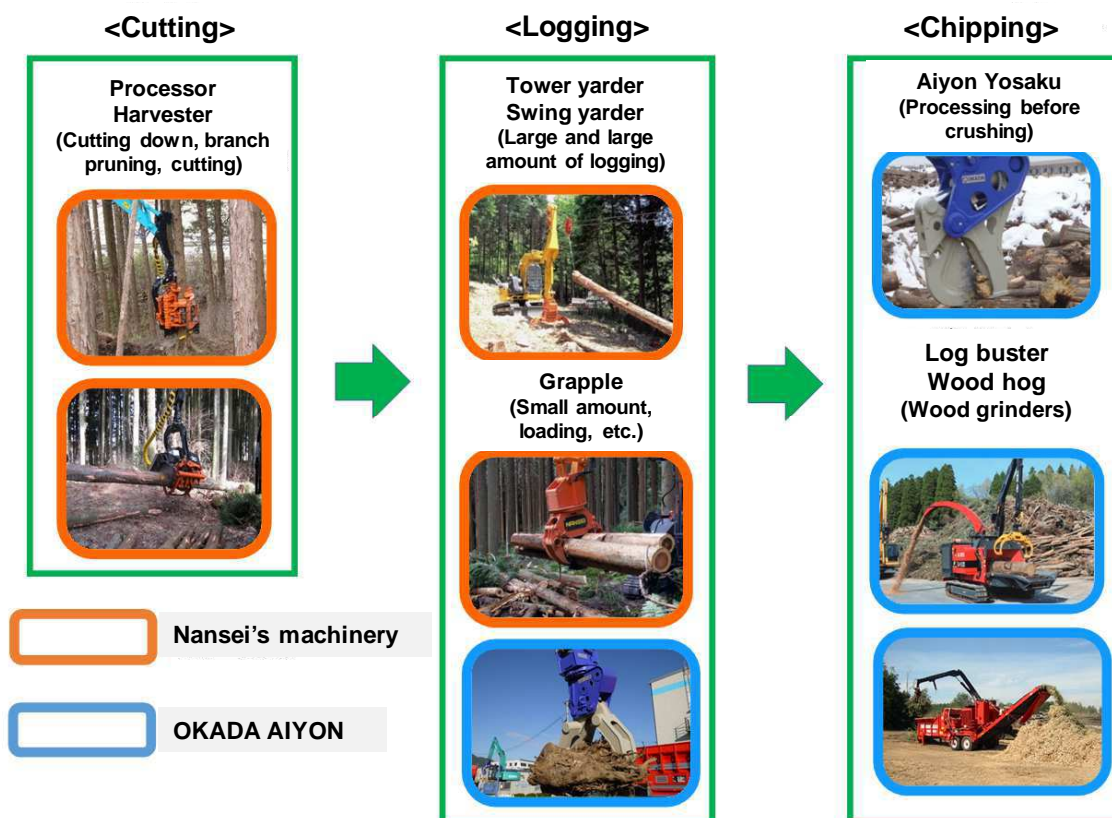 <Cutting>
Processor
Harvester
(Cutting down, branch
pruning, cutting)
<Logging>
Tower yarder
Swing yarder
(Large and large
amount of logging)
Grapple
(Small amount,
loading, etc.)
NANSEI
<Chipping>
Aiyon Yosaku
(Processing before
crushing)
Log buster
Wood hog
(Wood grinders)
Nansei’s machinery
OKADA AIYON